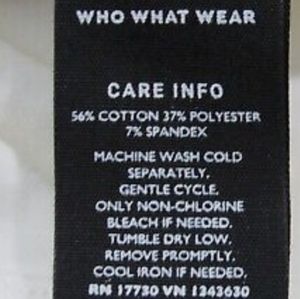 WHO WHAT WEAR
CARE INFO
56% COTTON 37% POLYESTER
7% SPANDEX
MACHINE WASH COLD
SEPARATELY.
GENTLE CYCLE.
ONLY NON-CHLORINE
BLEACH IF NEEDED.
TUMBLE DRY LOW.
REMOVE PROMPTLY.
COOL IRON IF NEEDED.
RN 17730 VN 1343630